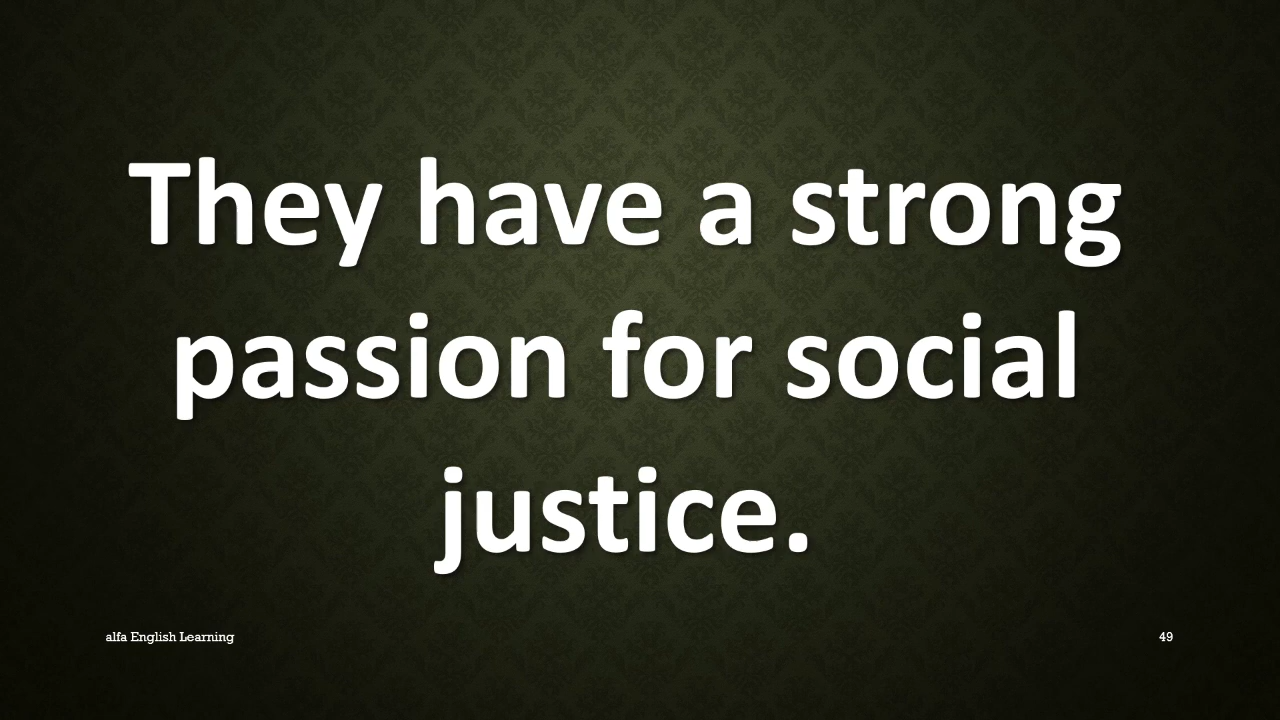 They have a strong
passion for social
justice.
alfa English Learning
49